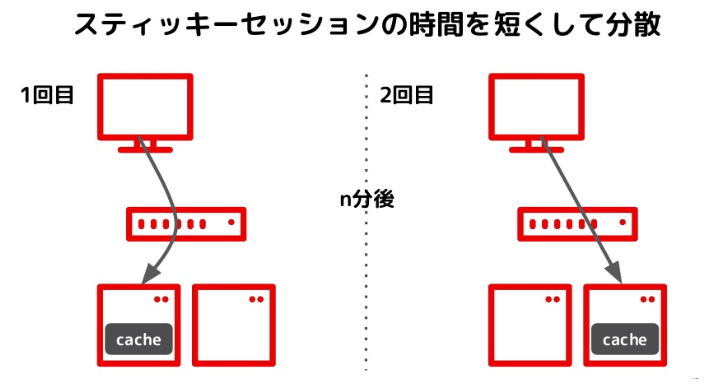 スティッキーセッションの時間を短くして分散
1回目
2回目
n分後
cache
cache